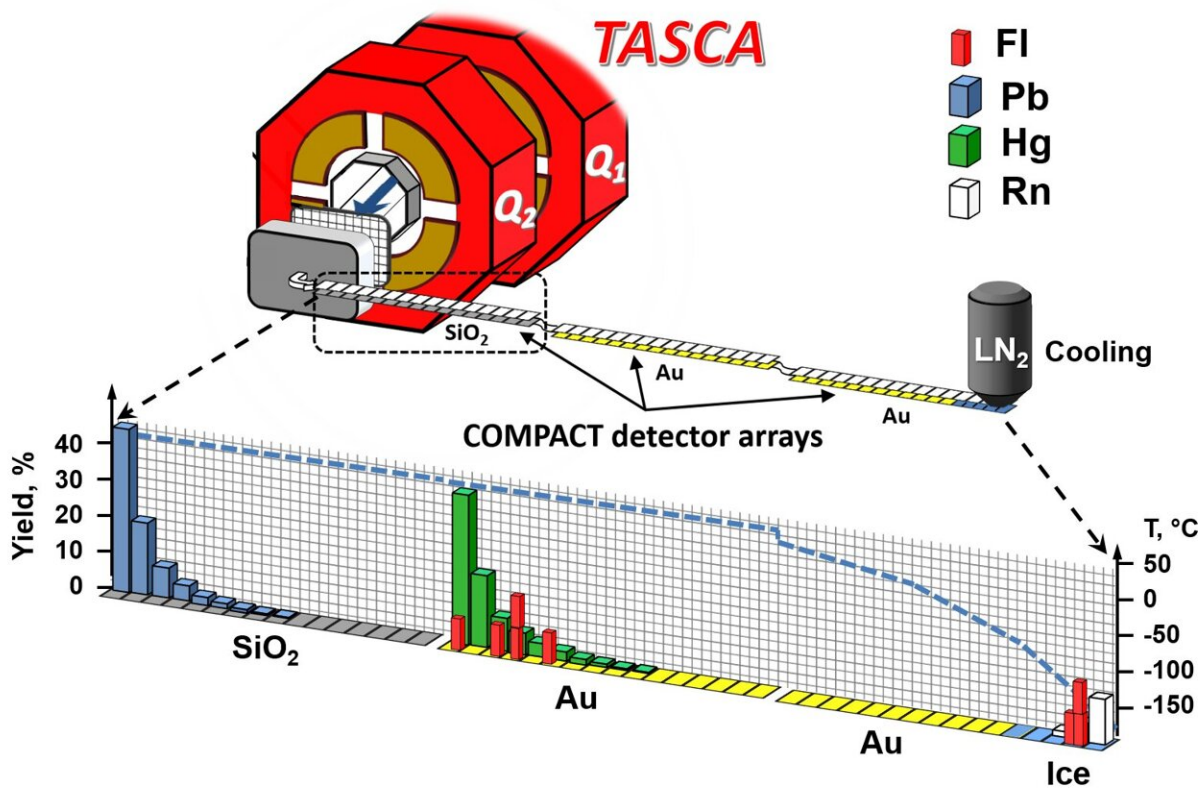 TASCA
Fl
Pb
Hg
Rn
Q₁
Q₂
SiO₂
Au
Au
LN₂
Cooling
COMPACT detector arrays
Yield, %
40
30
20
10
0
T, °C
50
0
-50
-100
-150
SiO₂
Au
Au
Ice